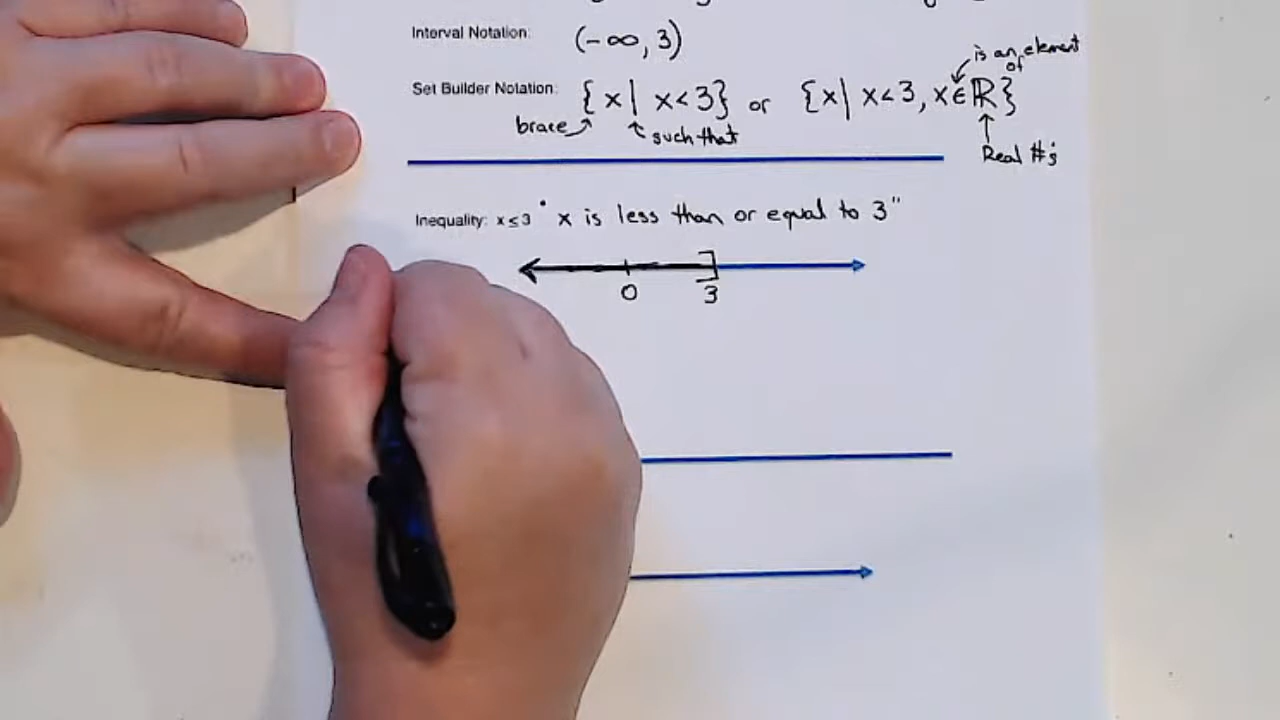 Interval Notation: (-∞, 3)
is an element of
Set Builder Notation: { x | x<3} or {x | x<3, x∈ℝ}
brace such that
Real #'s
Inequality: x ≤ 3 "x is less than or equal to 3"
0 3